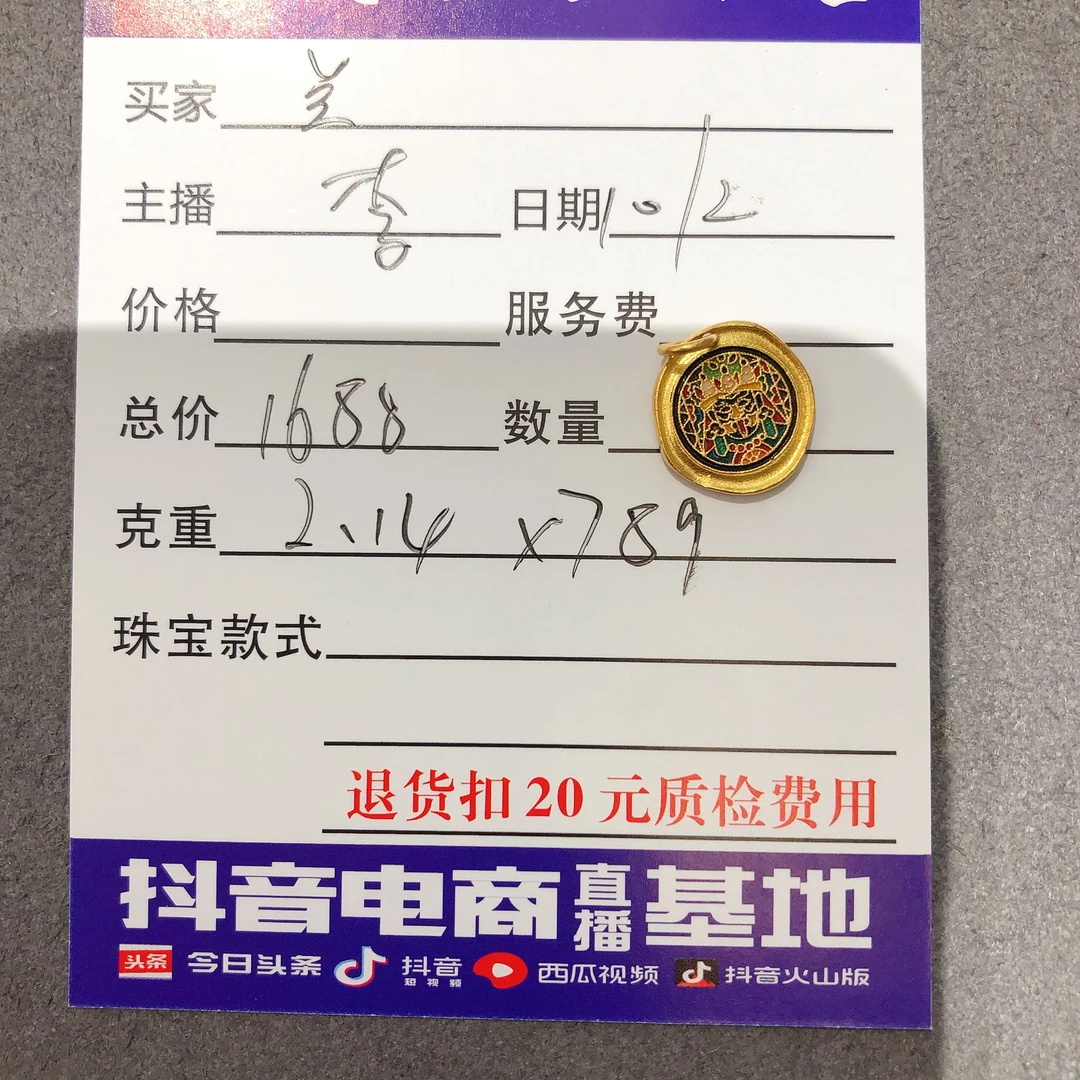 买家 兰
主播 李 日期 10/2
价格 服务费
总价 1688 数量
克重 2.14 x789
珠宝款式
退货扣20元质检费用
抖音电商直播基地
头条 今日头条 抖音短视频 西瓜视频 抖音火山版